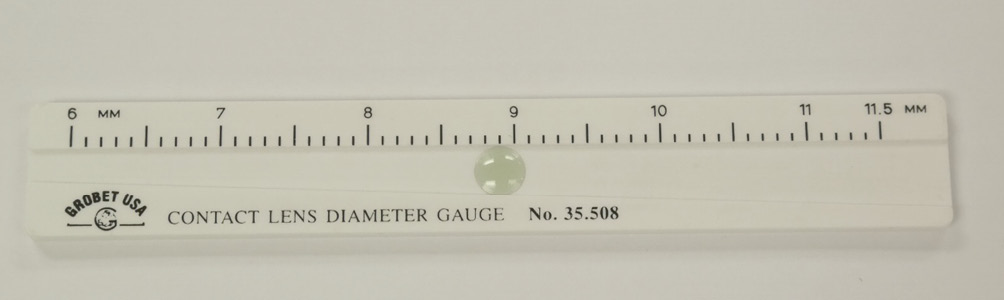 6 MM 7 8 9 10 11 11.5 MM
GROBET USA
G
CONTACT LENS DIAMETER GAUGE No. 35.508